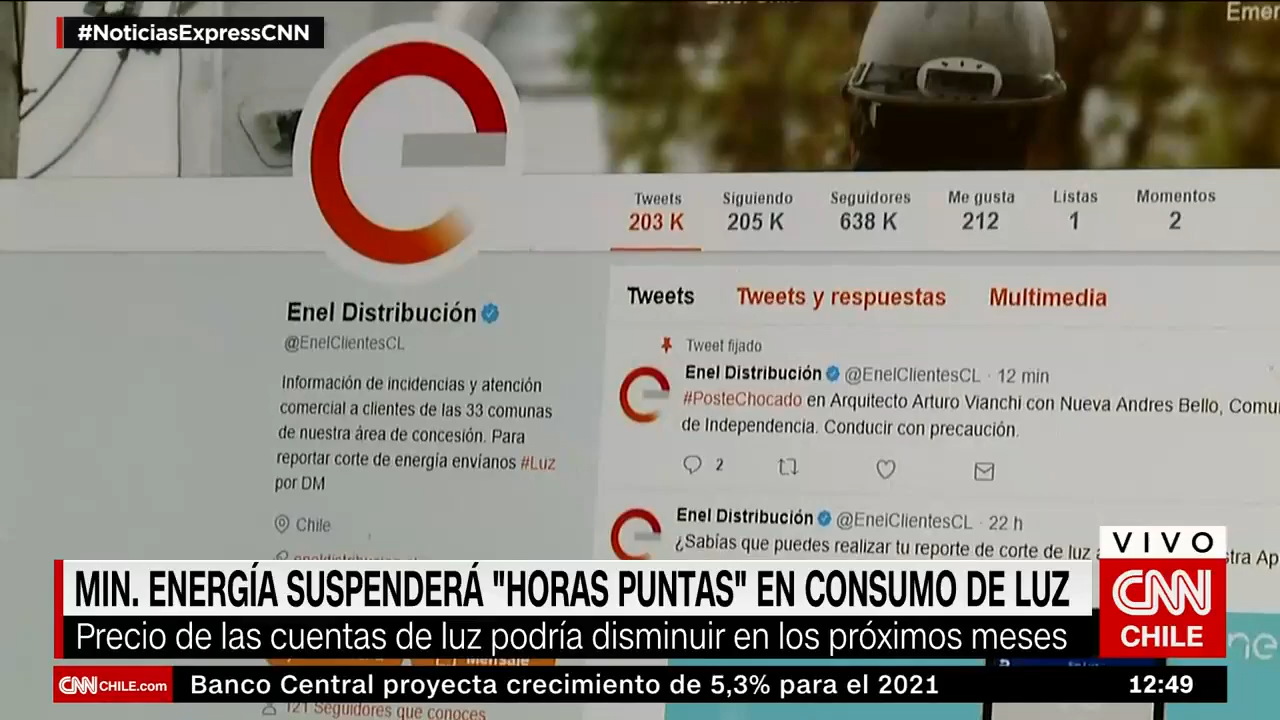 #NoticiasExpressCNN
Emer
Tweets Siguiendo Seguidores Me gusta Listas Momentos
203 K 205 K 638 K 212 1 2
Enel Distribución
@EnelClientesCL
Información de incidencias y atención
comercial a clientes de las 33 comunas
de nuestra área de concesión. Para
reportar corte de energía envíanos #Luz
por DM
Chile
Tweets Tweets y respuestas Multimedia
Tweet fijado
Enel Distribución @EnelClientesCL · 12 min
#PosteChocado en Arquitecto Arturo Vianchi con Nueva Andres Bello, Comu
de Independencia. Conducir con precaución.
2
Enel Distribución @EnelClientesCL · 22 h
¿Sabías que puedes realizar tu reporte de corte de luz
tra Ap
VIVO
CNN
CHILE
MIN. ENERGÍA SUSPENDERÁ "HORAS PUNTAS" EN CONSUMO DE LUZ
Precio de las cuentas de luz podría disminuir en los próximos meses
Mensaje
CNNCHILE.com Banco Central proyecta crecimiento de 5,3% para el 2021 12:49
121 Seguidores que conoces